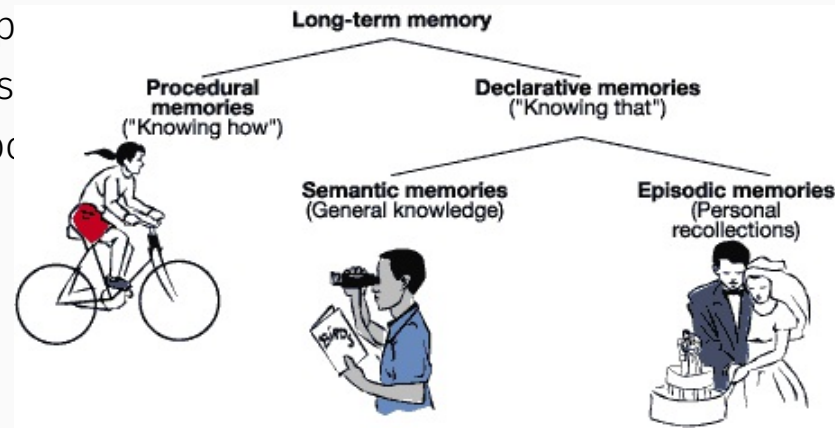 Long-term memory
Procedural
memories
("Knowing how")
Declarative memories
("Knowing that")
Semantic memories
(General knowledge)
Episodic memories
(Personal
recollections)
Birds